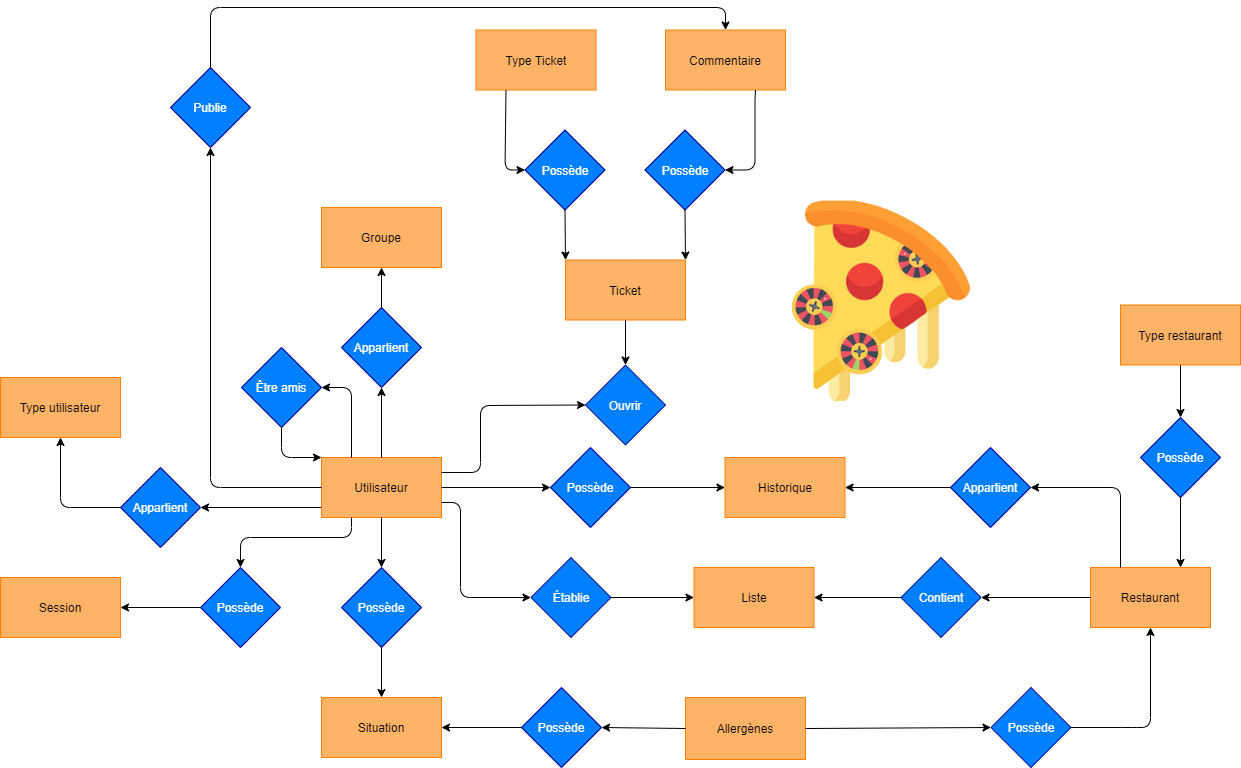 Type Ticket
Commentaire
Publie
Possède
Possède
Groupe
Ticket
Type restaurant
Appartient
Être amis
Type utilisateur
Ouvrir
Possède
Utilisateur
Possède
Historique
Appartient
Appartient
Session
Possède
Possède
Établie
Liste
Contient
Restaurant
Situation
Possède
Allergènes
Possède